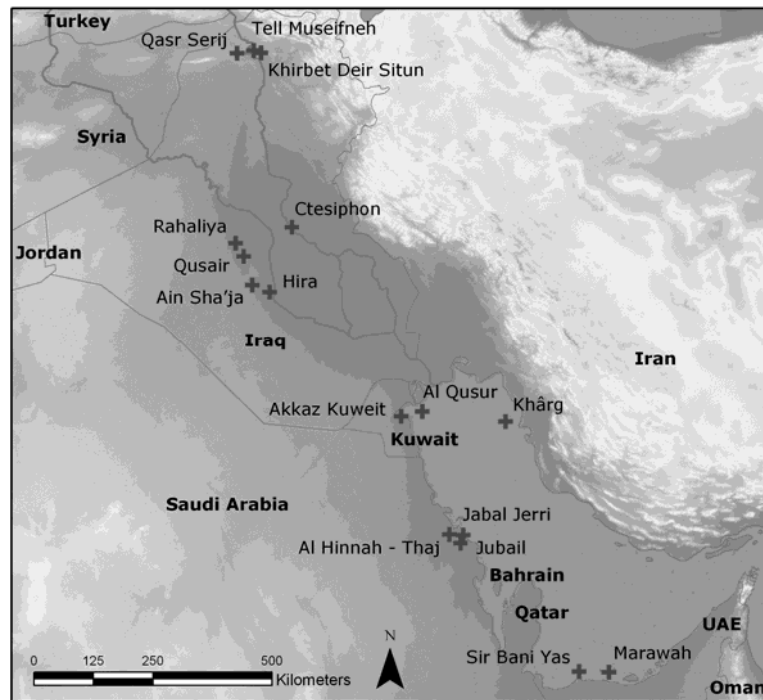 Turkey
Tell Museifneh
Qasr Serij
Khirbet Deir Situn
Syria
Ctesiphon
Rahaliya
Jordan
Qusair
Hira
Ain Sha'ja
Iraq
Iran
Al Qusur
Akkaz Kuweit
Khârg
Kuwait
Saudi Arabia
Jabal Jerri
Al Hinnah - Thaj
Jubail
Bahrain
Qatar
UAE
N
Sir Bani Yas
Marawah
0 125 250 500
Kilometers
Oman